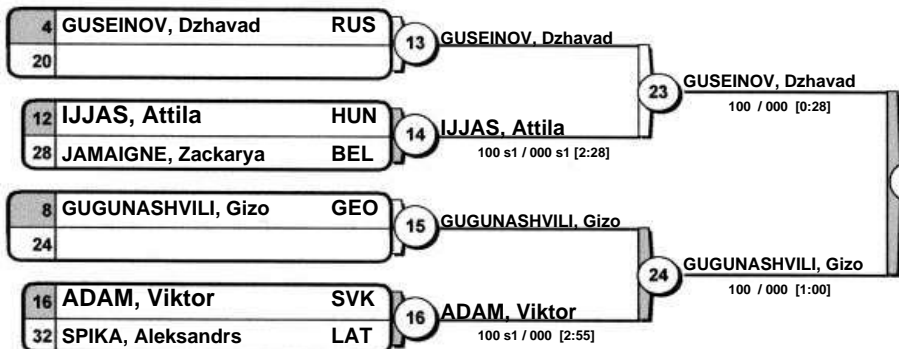 4 GUSEINOV, Dzhavad RUS
20
13
GUSEINOV, Dzhavad
12 IJJAS, Attila HUN
28 JAMAIGNE, Zackarya BEL
14
IJJAS, Attila
100 s1 / 000 s1 [2:28]
23
GUSEINOV, Dzhavad
100 / 000 [0:28]
8 GUGUNASHVILI, Gizo GEO
24
15
GUGUNASHVILI, Gizo
16 ADAM, Viktor SVK
32 SPIKA, Aleksandrs LAT
16
ADAM, Viktor
100 s1 / 000 [2:55]
24
GUGUNASHVILI, Gizo
100 / 000 [1:00]